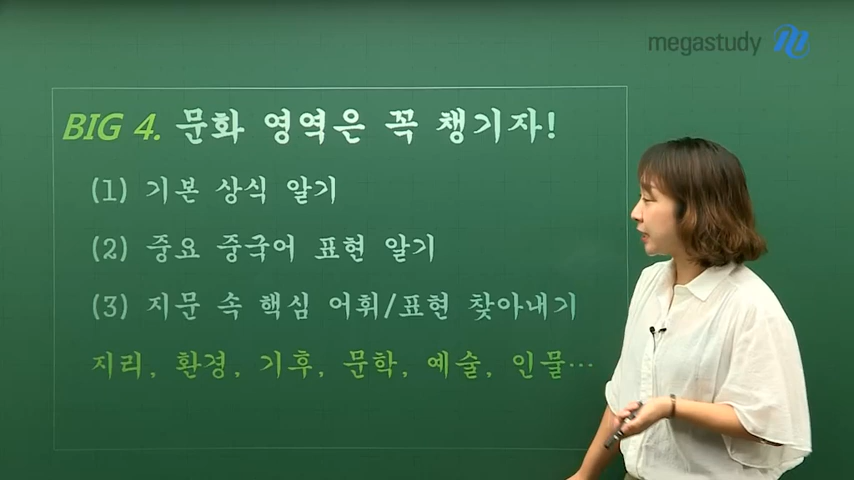 megastudy
BIG 4. 문화 영역은 꼭 챙기자!
(1) 기본 상식 알기
(2) 중요 중국어 표현 알기
(3) 지문 속 핵심 어휘/표현 찾아내기
지리, 환경, 기후, 문학, 예술, 인물…